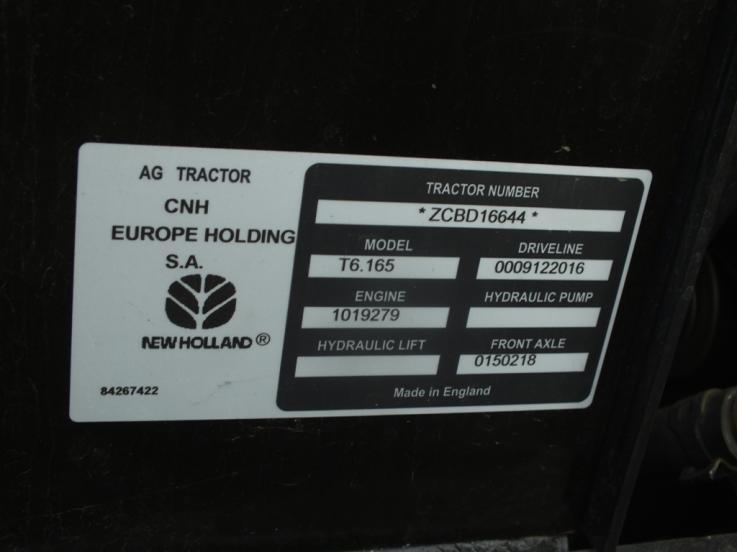 AG TRACTOR
CNH
EUROPE HOLDING
S.A.
NEW HOLLAND ®
84267422
TRACTOR NUMBER
* ZCBD16644 *
MODEL
T6.165
DRIVELINE
0009122016
ENGINE
1019279
HYDRAULIC PUMP
HYDRAULIC LIFT
FRONT AXLE
0150218
Made in England